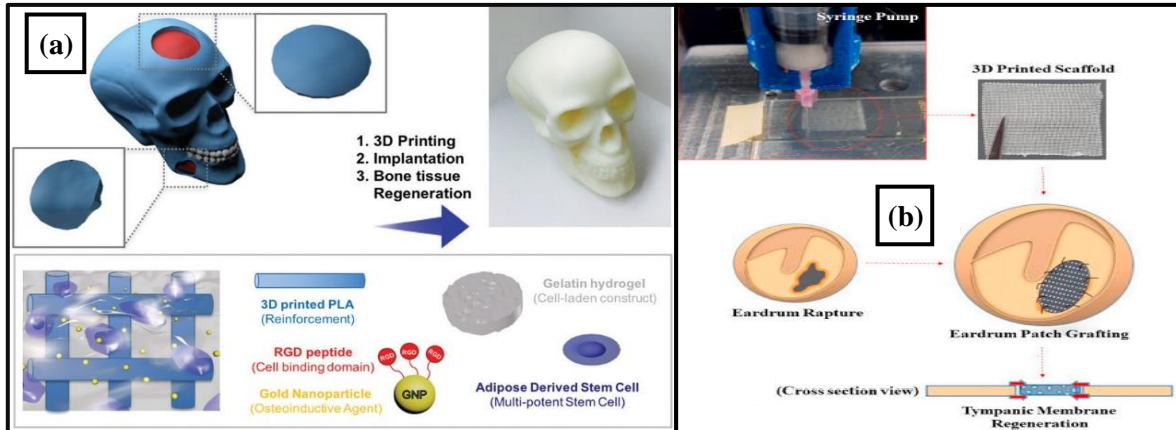 (a)
1. 3D Printing
2. Implantation
3. Bone tissue
Regeneration
3D printed PLA
(Reinforcement)
RGD peptide
(Cell binding domain)
Gold Nanoparticle
(Osteoinductive Agent)
RGD
RGD
RGD
GNP
Gelatin hydrogel
(Cell-laden construct)
Adipose Derived Stem Cell
(Multi-potent Stem Cell)
Syringe Pump
3D Printed Scaffold
(b)
Eardrum Rapture
Eardrum Patch Grafting
(Cross section view)
Tympanic Membrane
Regeneration